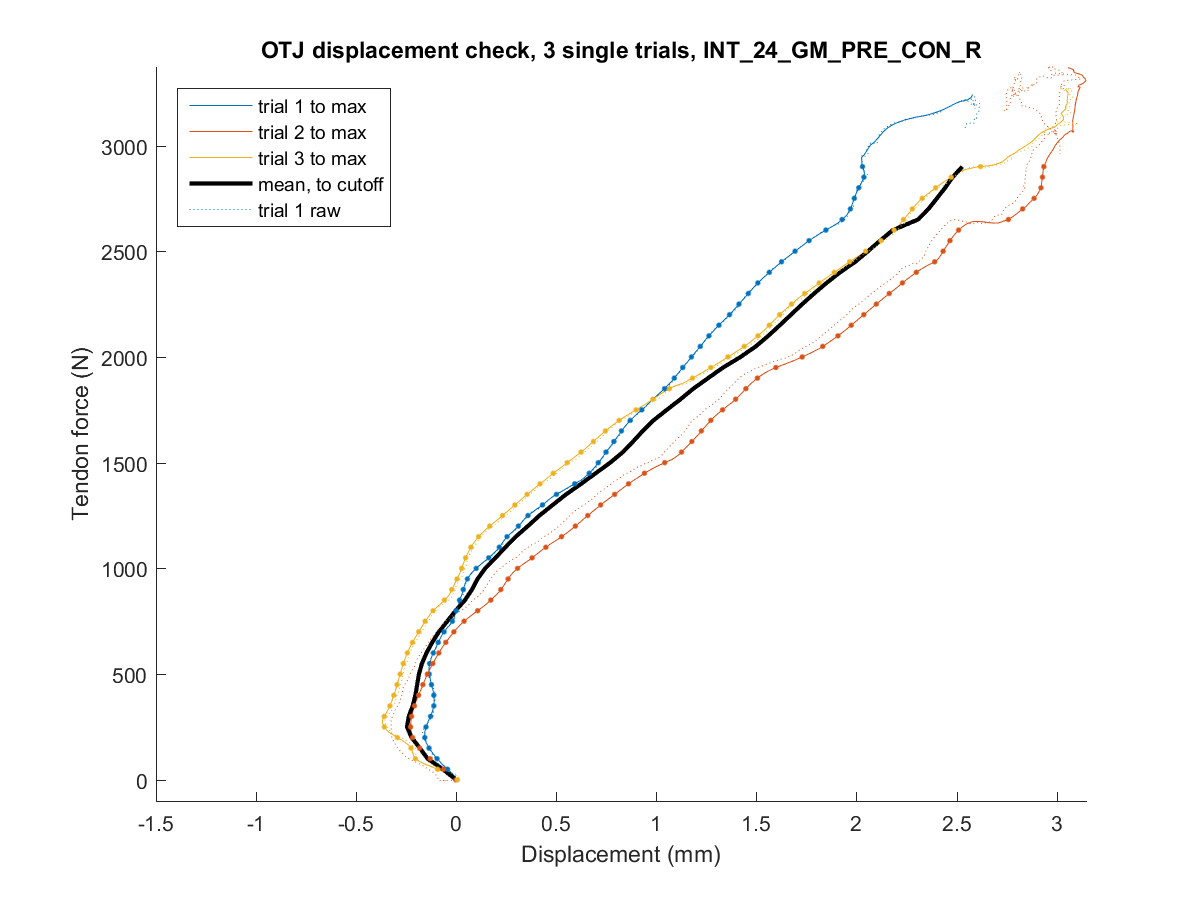 OTJ displacement check, 3 single trials, INT_24_GM_PRE_CON_R
trial 1 to max
trial 2 to max
trial 3 to max
mean, to cutoff
trial 1 raw
3000
2500
2000
1500
1000
500
0
Tendon force (N)
-1.5 -1 -0.5 0 0.5 1 1.5 2 2.5 3
Displacement (mm)